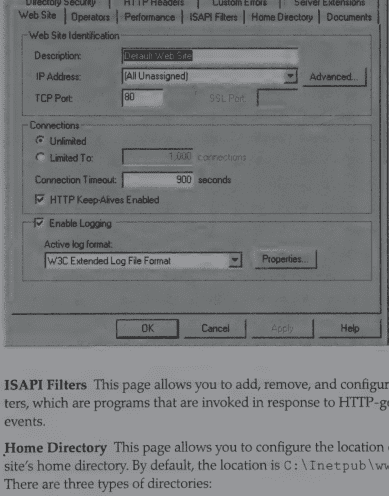 Directory Security HTTP Headers Custom Errors Server Extensions
Web Site Operators Performance ISAPI Filters Home Directory Documents
Web Site Identification
Description: Default Web Site
IP Address: (All Unassigned) Advanced...
TCP Port: 80 SSL Port:
Connections
Unlimited
Limited To: 1,000 connections
Connection Timeout: 900 seconds
HTTP Keep-Alives Enabled
Enable Logging
Active log format:
W3C Extended Log File Format Properties...
OK Cancel Apply Help
ISAPI Filters This page allows you to add, remove, and configur
ters, which are programs that are invoked in response to HTTP-ge
events.
Home Directory This page allows you to configure the location
site's home directory. By default, the location is C:\Inetpub\ww
There are three types of directories: